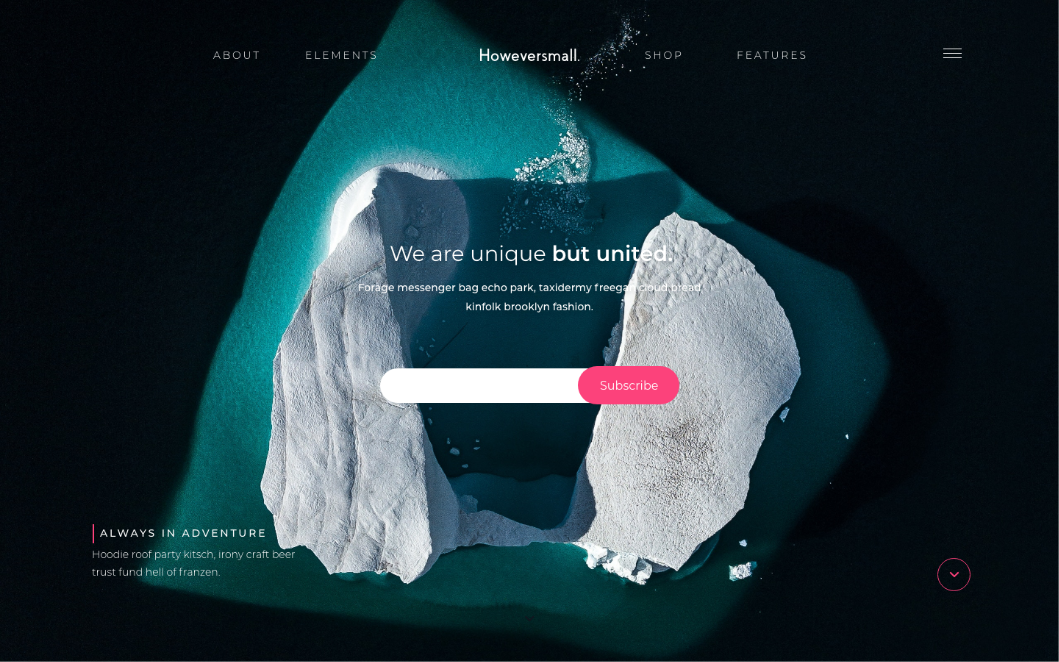 ABOUT
ELEMENTS
Howeversmall.
SHOP
FEATURES
We are unique but united.
Forage messenger bag echo park, taxidermy freegan cloud bread,
kinfolk brooklyn fashion.
Subscribe
ALWAYS IN ADVENTURE
Hoodie roof party kitsch, irony craft beer
trust fund hell of franzen.